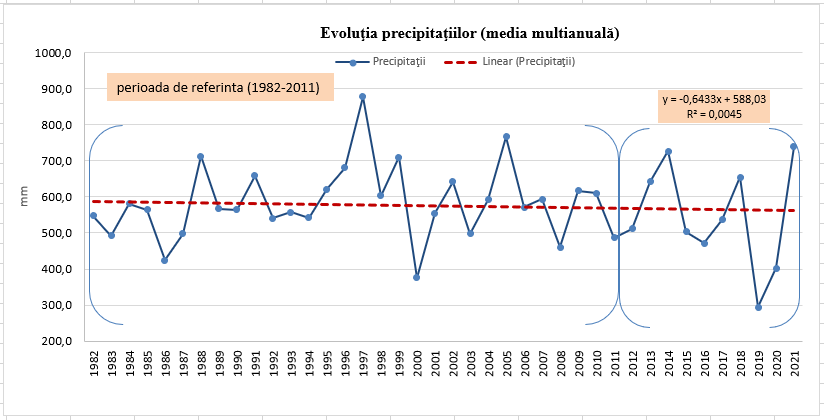 Evoluţia precipitaţiilor (media multianuală)
Precipitaţii
Linear (Precipitaţii)
perioada de referinta (1982-2011)
y = -0,6433x + 588,03
R² = 0,0045
mm
1000,0
900,0
800,0
700,0
600,0
500,0
400,0
300,0
200,0
1982 1983 1984 1985 1986 1987 1988 1989 1990 1991 1992 1993 1994 1995 1996 1997 1998 1999 2000 2001 2002 2003 2004 2005 2006 2007 2008 2009 2010 2011 2012 2013 2014 2015 2016 2017 2018 2019 2020 2021